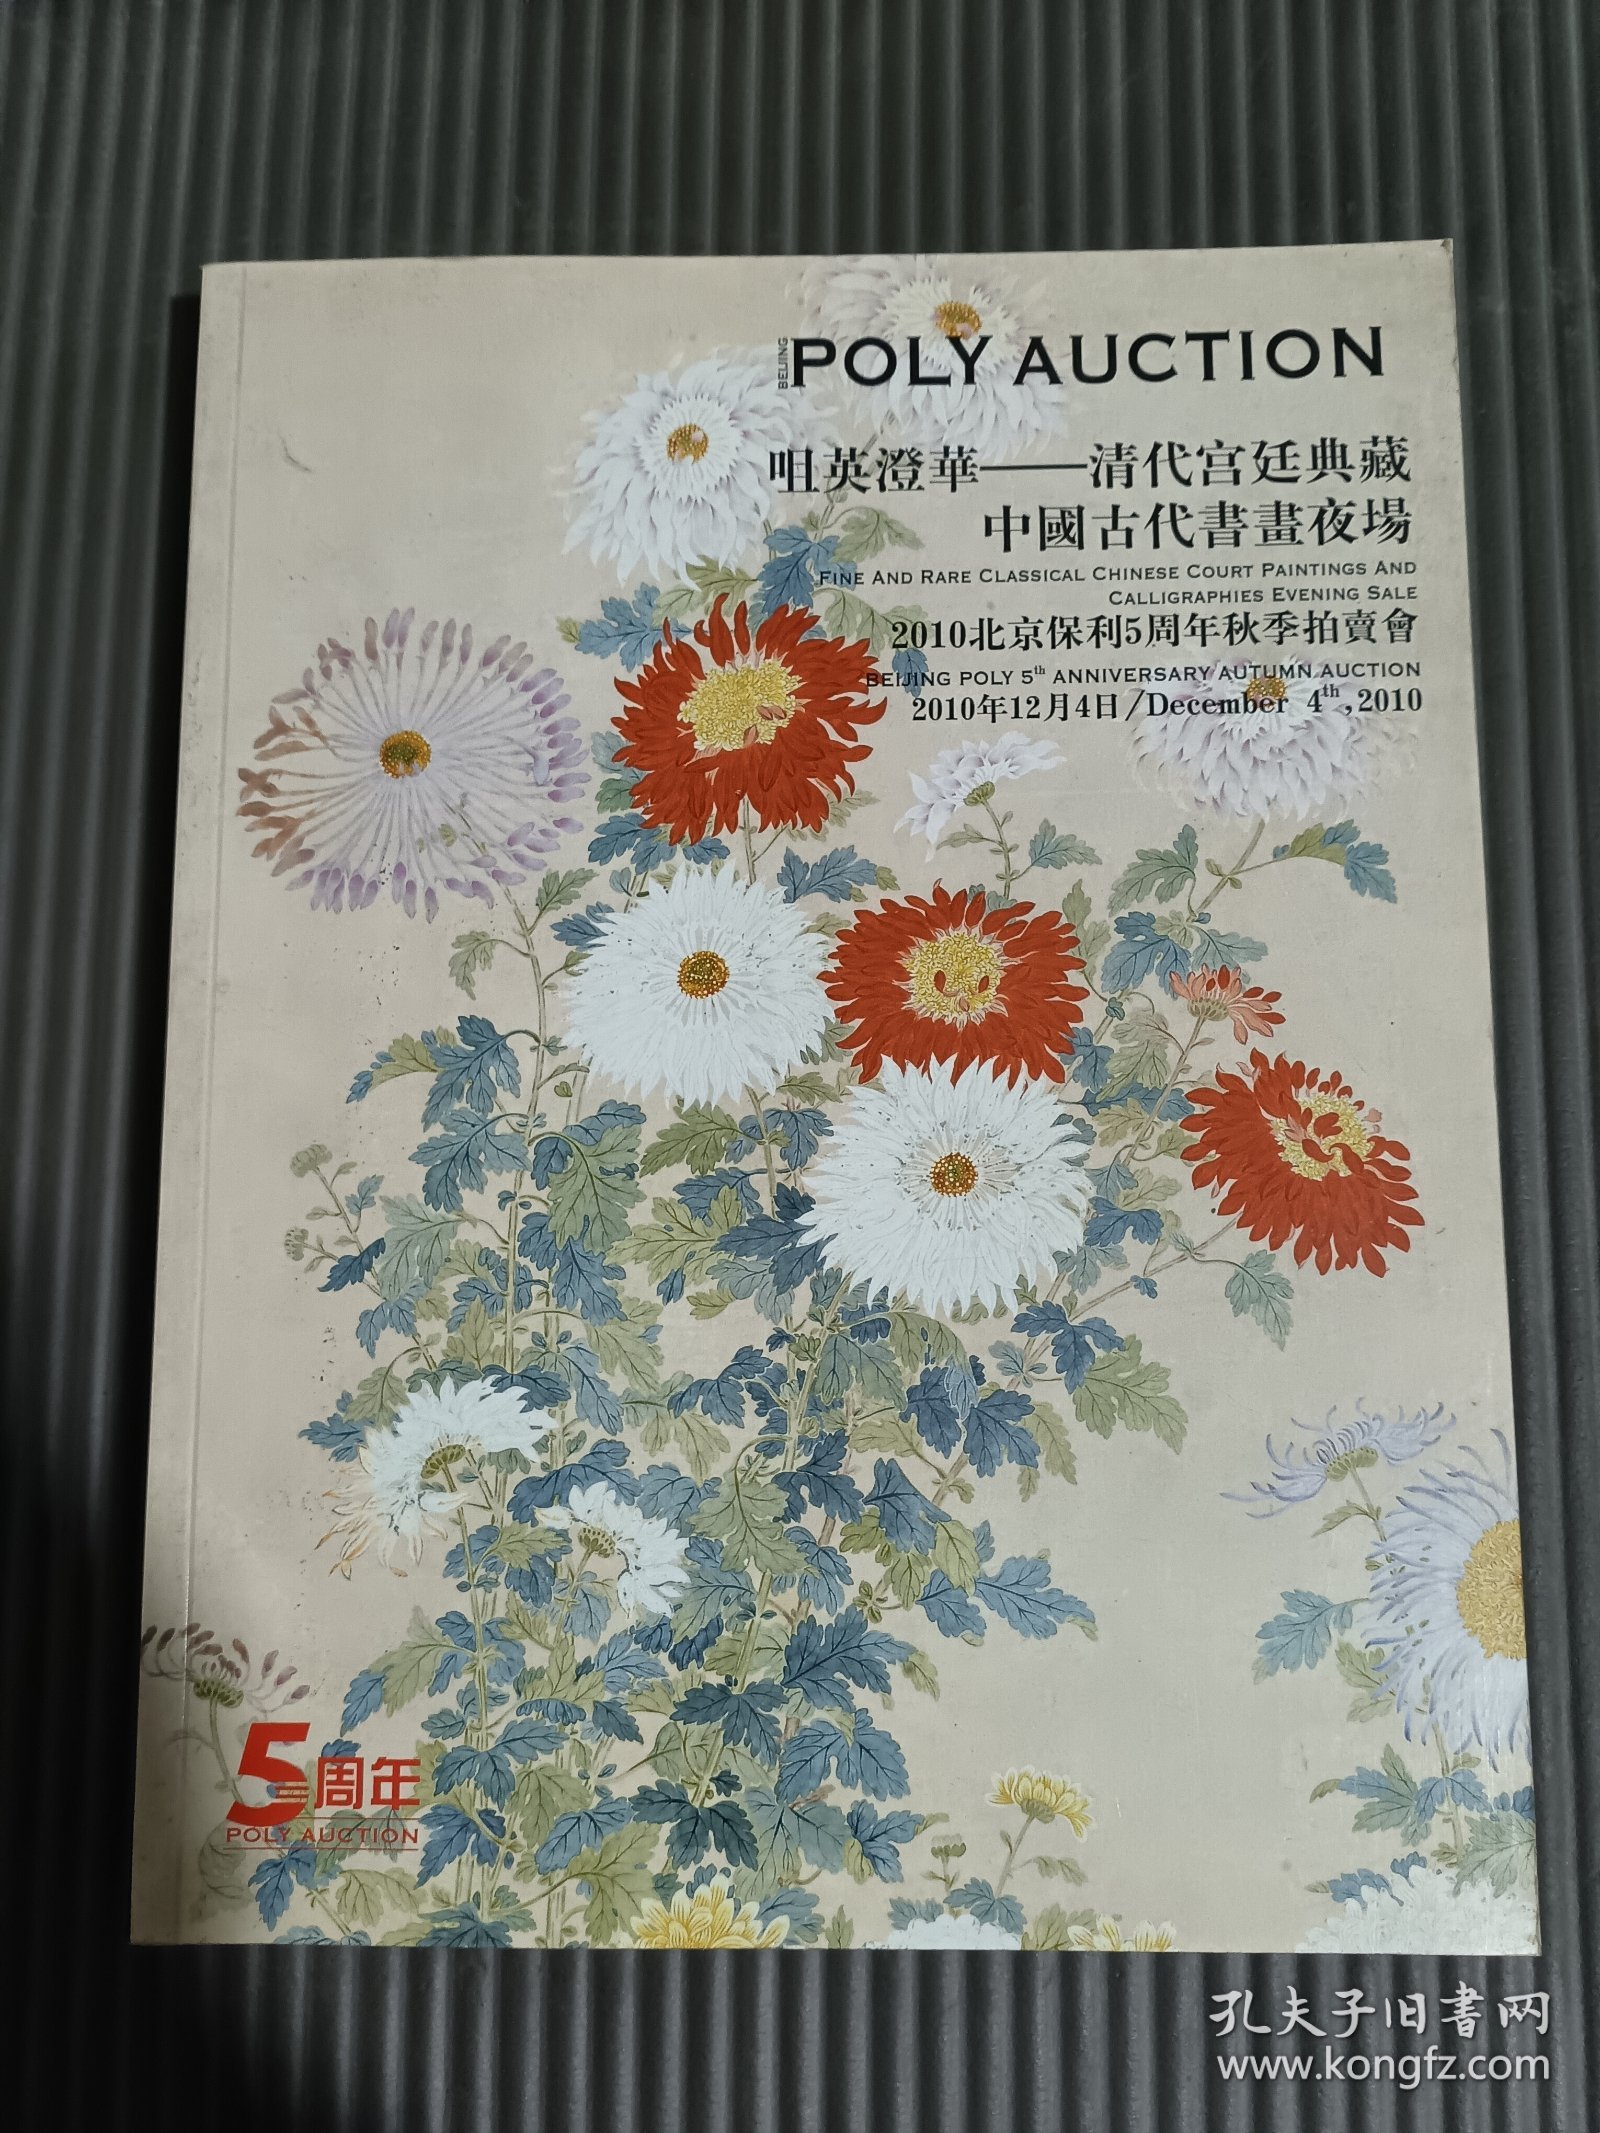 BEIJING POLY AUCTION
咀英澄華——清代宫廷典藏
中國古代書畫夜場
FINE AND RARE CLASSICAL CHINESE COURT PAINTINGS AND
CALLIGRAPHIES EVENING SALE
2010北京保利5周年秋季拍賣會
BEIJING POLY 5th ANNIVERSARY AUTUMN AUCTION
2010年12月4日/December 4th,2010
5周年
POLY AUCTION
孔夫子旧書网
www.kongfz.com